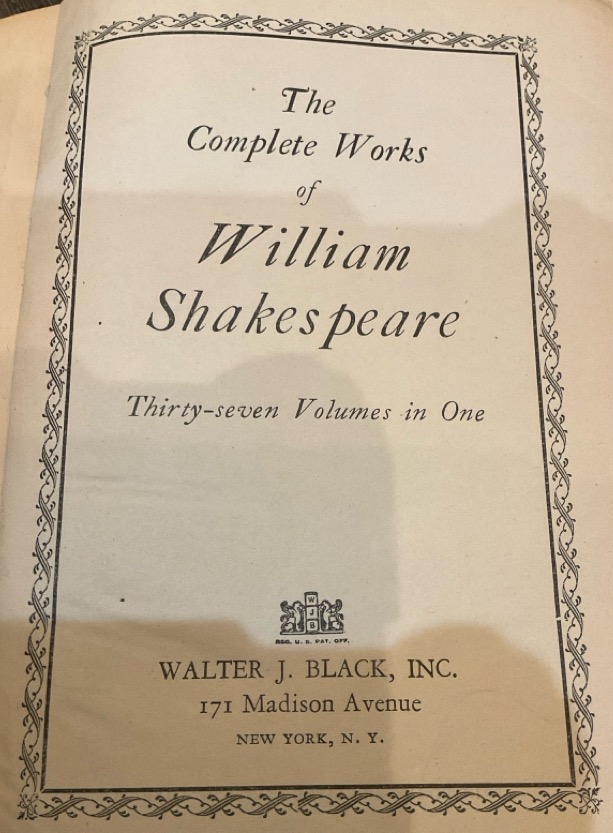 The
Complete Works
of
William
Shakespeare
Thirty-seven Volumes in One
W
J
B
REG. U. S. PAT. OFF.
WALTER J. BLACK, INC.
171 Madison Avenue
NEW YORK, N. Y.